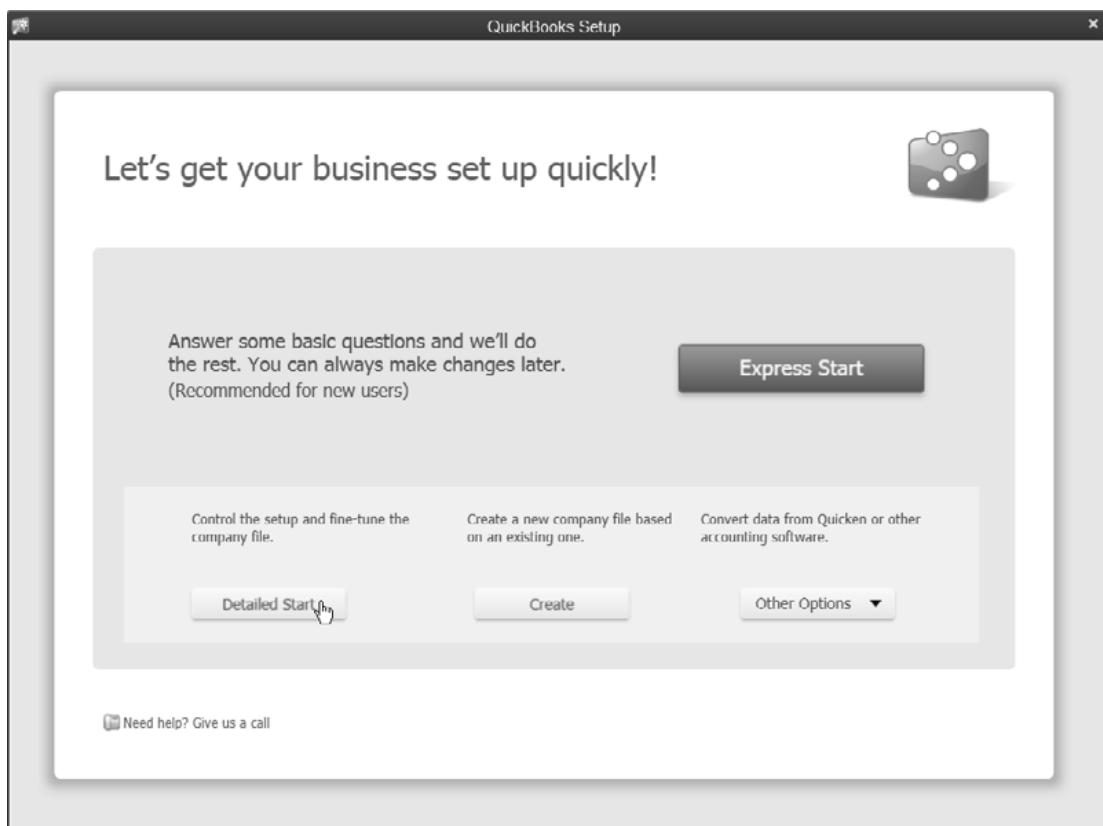 QuickBooks Setup
Let's get your business set up quickly!
Answer some basic questions and we'll do
the rest. You can always make changes later.
(Recommended for new users)
Express Start
Control the setup and fine-tune the
company file.
Detailed Start
Create a new company file based
on an existing one.
Create
Convert data from Quicken or other
accounting software.
Other Options
Need help? Give us a call